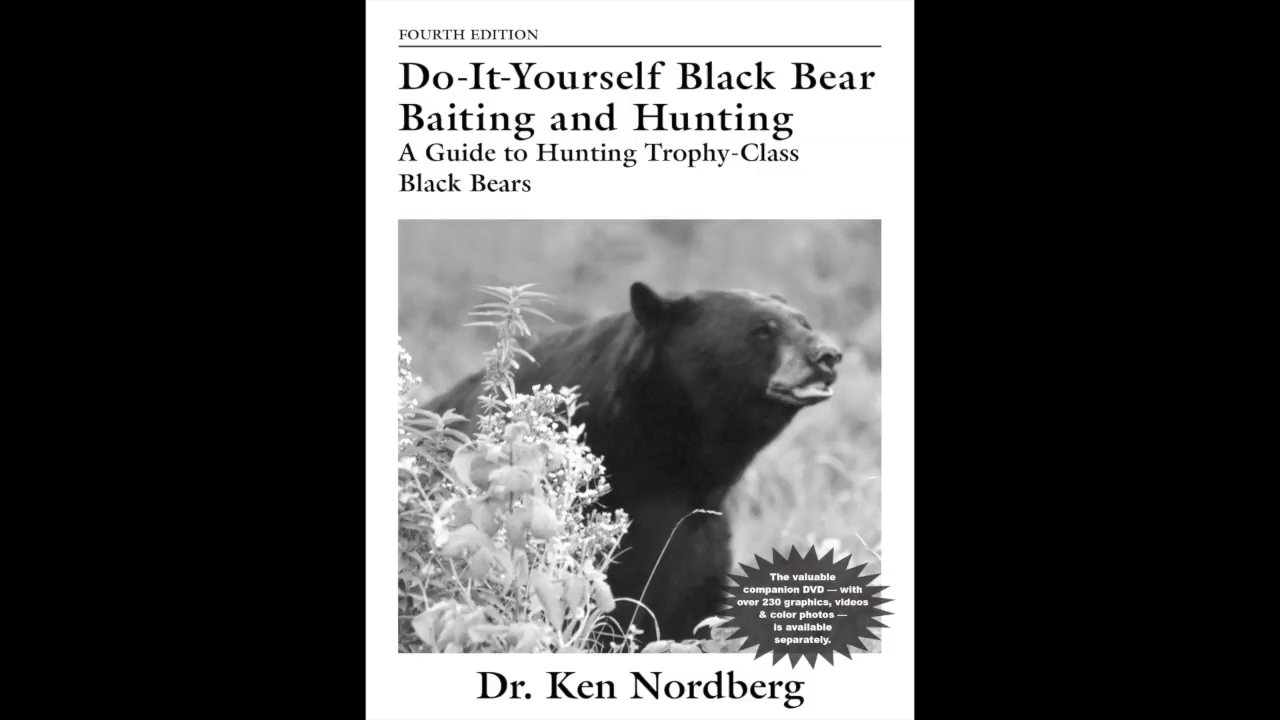 FOURTH EDITION
Do-It-Yourself Black Bear
Baiting and Hunting
A Guide to Hunting Trophy-Class
Black Bears
The valuable
companion DVD — with
over 230 graphics, videos
& color photos —
is available
separately.
Dr. Ken Nordberg